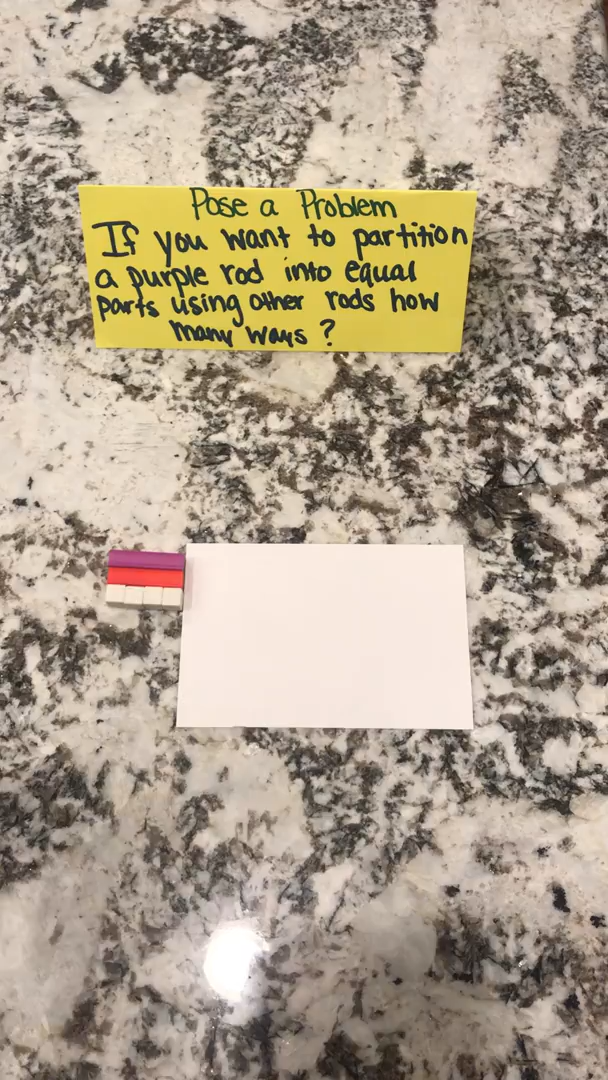 Pose a Problem
If you want to partition
a purple rod into equal
parts using other rods how
many ways?